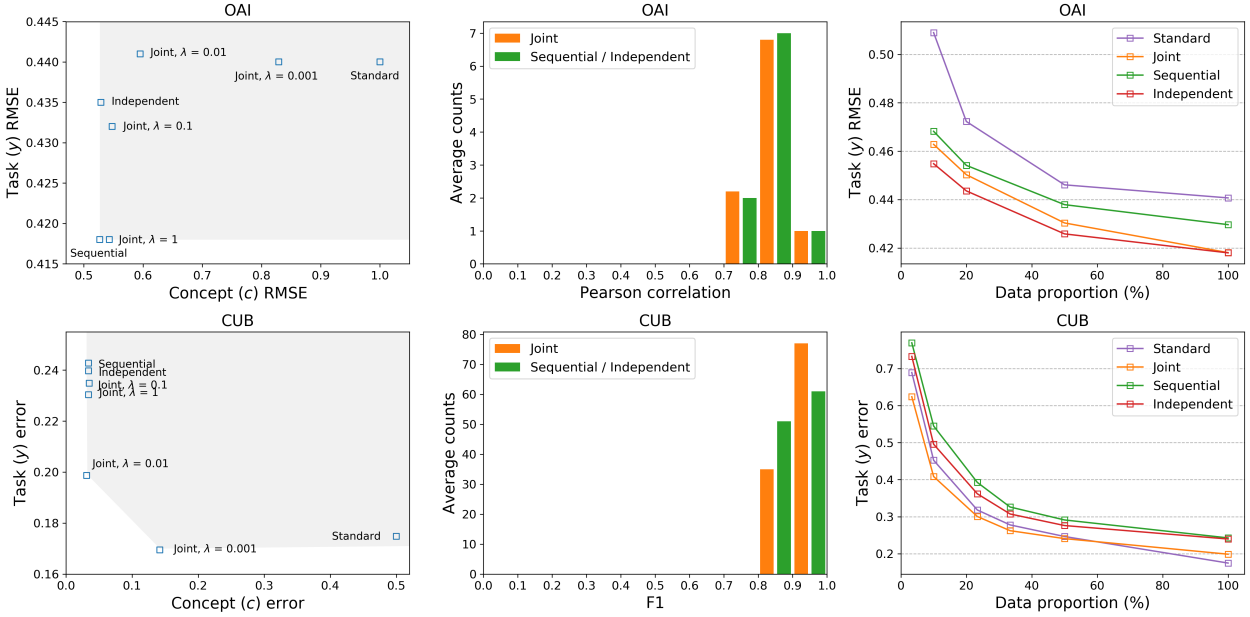 OAI
0.445
0.440
0.435
0.430
0.425
0.420
0.415
Task (y) RMSE
Joint, λ = 0.01
Joint, λ = 0.001
Standard
Independent
Joint, λ = 0.1
Joint, λ = 1
Sequential
0.5 0.6 0.7 0.8 0.9 1.0
Concept (c) RMSE
OAI
7
6
5
4
3
2
1
0
Average counts
Joint
Sequential / Independent
0.0 0.1 0.2 0.3 0.4 0.5 0.6 0.7 0.8 0.9 1.0
Pearson correlation
OAI
0.50
0.48
0.46
0.44
0.42
Task (y) RMSE
Standard
Joint
Sequential
Independent
0 20 40 60 80 100
Data proportion (%)
CUB
0.24
0.22
0.20
0.18
0.16
Task (y) error
Sequential
Independent
Joint, λ = 0.1
Joint, λ = 1
Joint, λ = 0.01
Standard
Joint, λ = 0.001
0.0 0.1 0.2 0.3 0.4 0.5
Concept (c) error
CUB
80
70
60
50
40
30
20
10
0
Average counts
Joint
Sequential / Independent
0.0 0.1 0.2 0.3 0.4 0.5 0.6 0.7 0.8 0.9 1.0
F1
CUB
0.7
0.6
0.5
0.4
0.3
0.2
Task (y) error
Standard
Joint
Sequential
Independent
0 20 40 60 80 100
Data proportion (%)